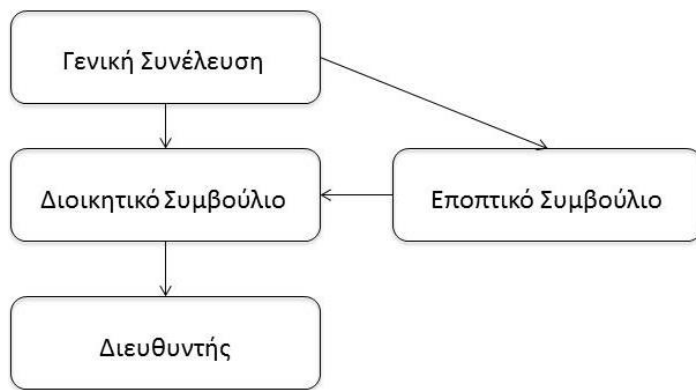 Γενική Συνέλευση
Διοικητικό Συμβούλιο
Εποπτικό Συμβούλιο
Διευθυντής